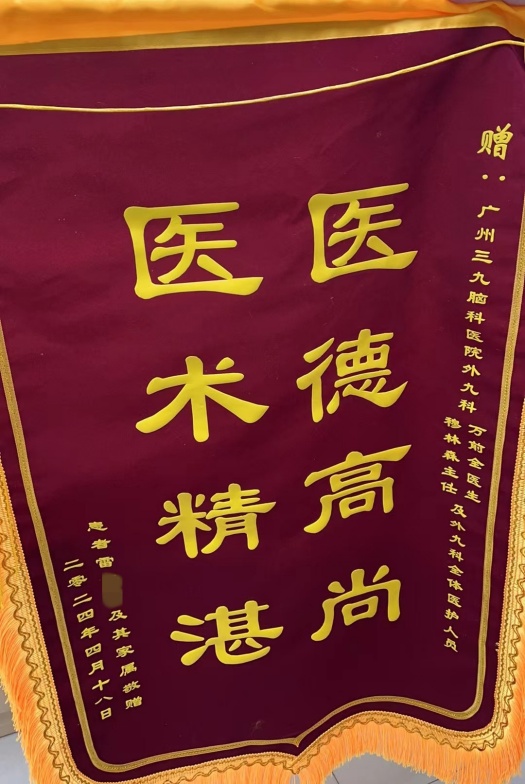 赠：
广州三九脑科医院外九科
万前全医生
穆林森主任
及外九科全体医护人员
医德高尚
医术精湛
患者雷
及其家属敬赠
二零二四年四月十八日